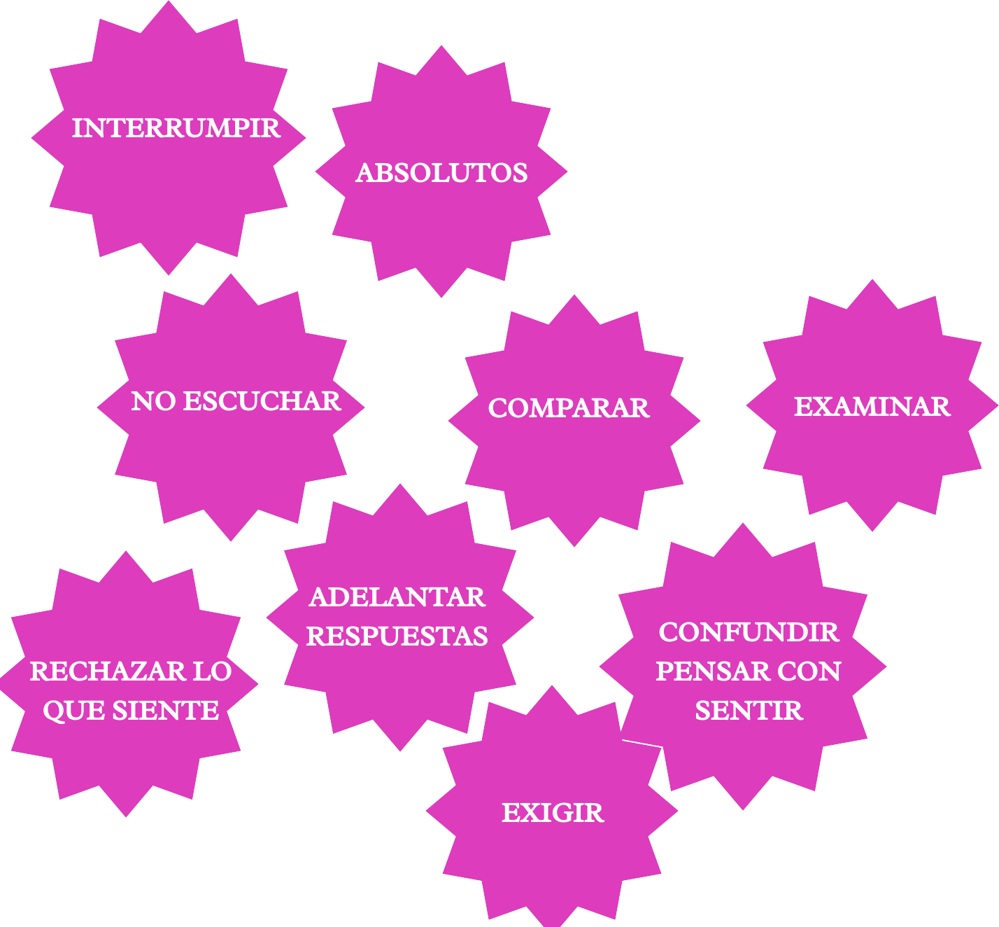 INTERRUMPIR
ABSOLUTOS
NO ESCUCHAR
COMPARAR
EXAMINAR
ADELANTAR
RESPUESTAS
RECHAZAR LO
QUE SIENTE
CONFUNDIR
PENSAR CON
SENTIR
EXIGIR